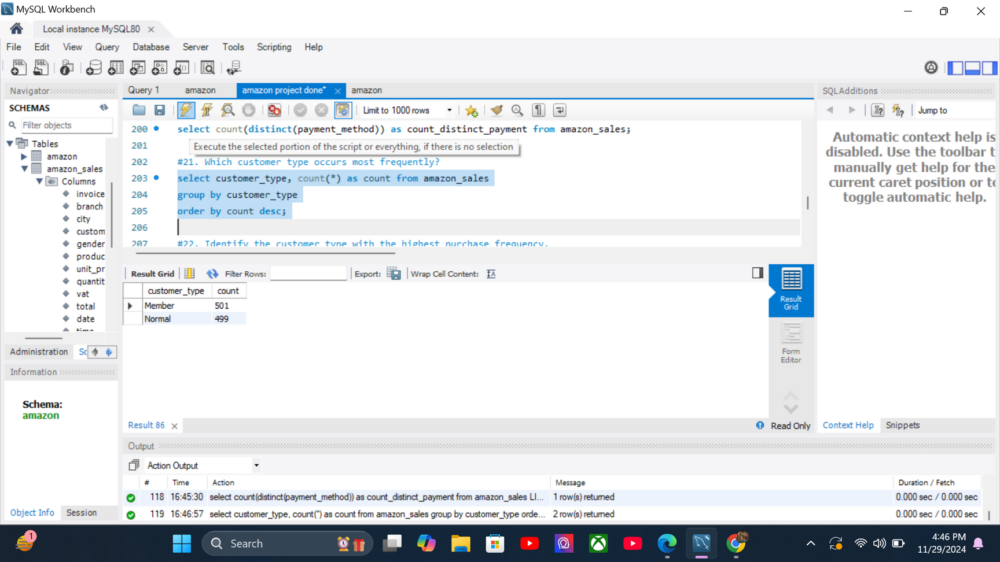 MySQL Workbench
Local instance MySQL80
File Edit View Query Database Server Tools Scripting Help
Navigator
SCHEMAS
Filter objects
Tables
amazon
amazon_sales
Columns
invoice
branch
city
custom
gender
produc
unit_pr
quantit
vat
total
date
time
Administration Sc
Information
Schema:
amazon
Object Info Session
Query 1 amazon amazon project done* amazon
Limit to 1000 rows
200 select count(distinct(payment_method)) as count_distinct_payment from amazon_sales;
201
Execute the selected portion of the script or everything, if there is no selection
202 #21. Which customer type occurs most frequently?
203 select customer_type, count(*) as count from amazon_sales
204 group by customer_type
205 order by count desc;
206
207 #22. Identify the customer type with the highest purchase frequency.
Result Grid Filter Rows: Export: Wrap Cell Content:
customer_type count
Member 501
Normal 499
Result Grid
Form Editor
Result 86
Read Only
SQLAdditions
Jump to
Automatic context help is
disabled. Use the toolbar t
manually get help for the
current caret position or to
toggle automatic help.
Context Help Snippets
Output
Action Output
# Time Action Message Duration / Fetch
118 16:45:30 select count(distinct(payment_method)) as count_distinct_payment from amazon_sales LI... 1 row(s) returned 0.000 sec / 0.000 sec
119 16:46:57 select customer_type, count(*) as count from amazon_sales group by customer_type orde... 2 row(s) returned 0.000 sec / 0.000 sec
1
Search
4:46 PM
11/29/2024